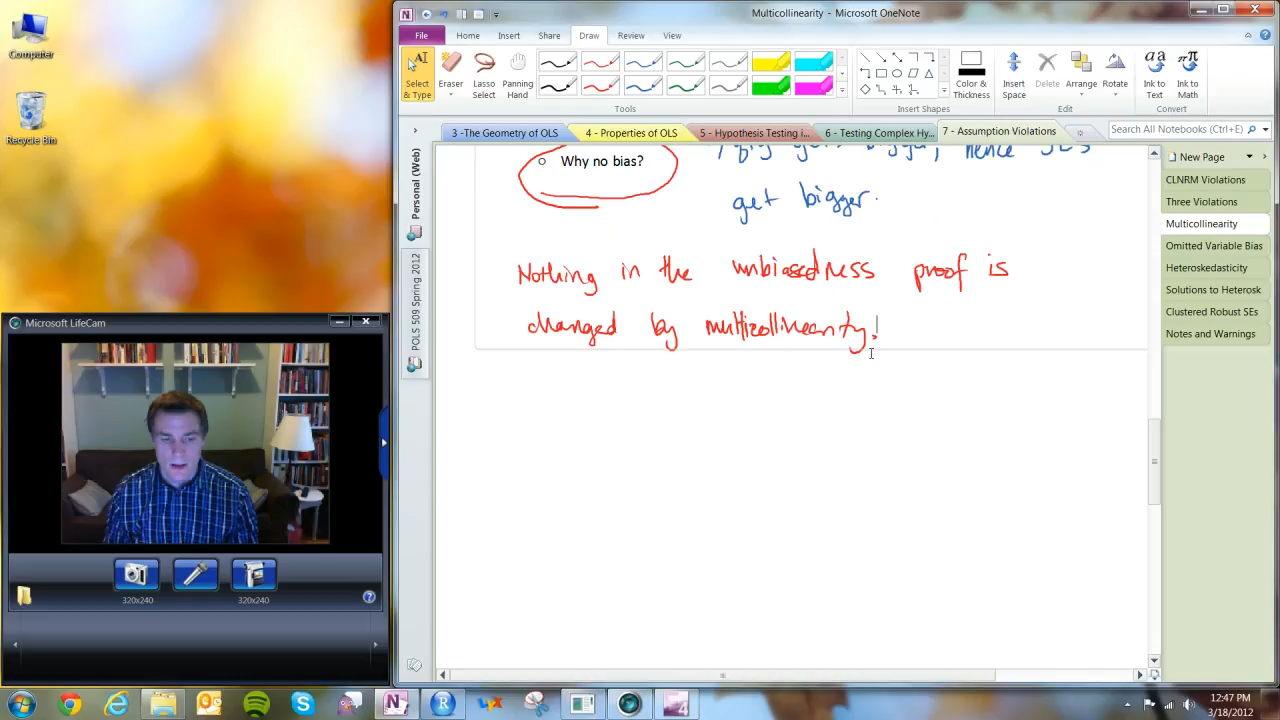 Computer
Recycle Bin
Microsoft LifeCam
320x240
320x240
Multicollinearity - Microsoft OneNote
File Home Insert Share Draw Review View
Select & Type
Eraser
Lasso Select
Panning Hand
Tools
Insert Shapes
Color & Thickness
Insert Space
Delete
Arrange
Rotate
Edit
Ink to Text
Ink to Math
Convert
3 -The Geometry of OLS
4 - Properties of OLS
5 - Hypothesis Testing i...
6 - Testing Complex Hy...
7 - Assumption Violations
Search All Notebooks (Ctrl+E)
Personal (Web)
POLS 509 Spring 2012
Why no bias?
hence SEs
get bigger.
Nothing in the unbiasedness proof is
changed by multicollinearity.
New Page
CLNRM Violations
Three Violations
Multicollinearity
Omitted Variable Bias
Heteroskedasticity
Solutions to Heterosk
Clustered Robust SEs
Notes and Warnings
12:47 PM
3/18/2012